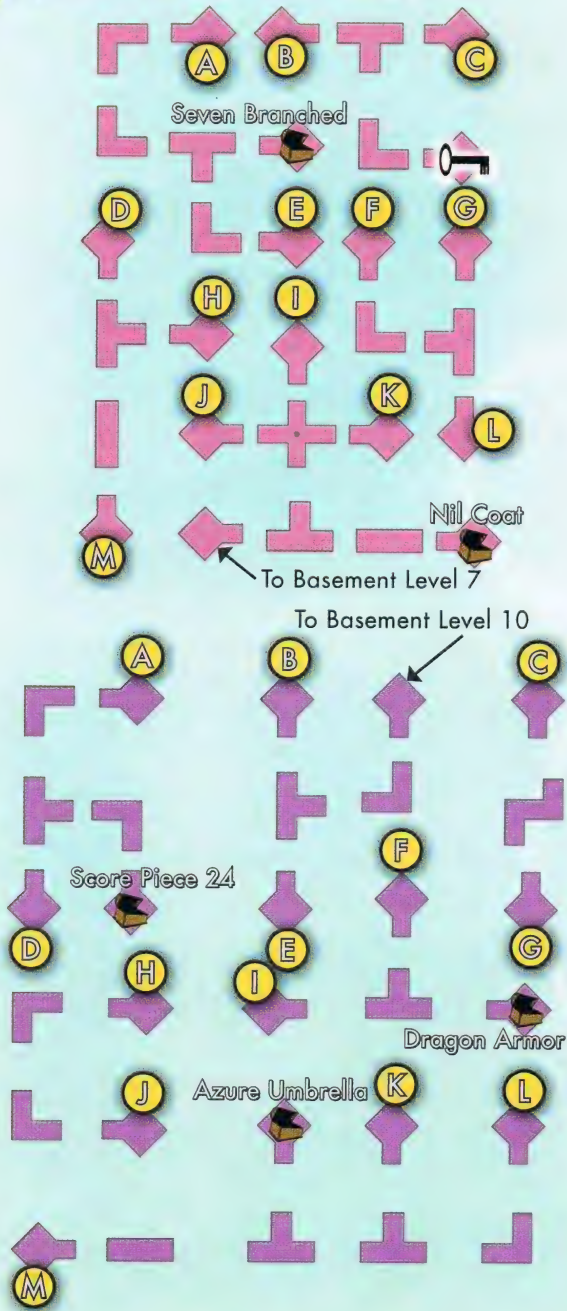 A B C
Seven Branched
D E F G
H I
J K L
Nil Coat
M
To Basement Level 7
To Basement Level 10
A B C
F
Score Piece 24
D E G
H I
Dragon Armor
J Azure Umbrella K L
M